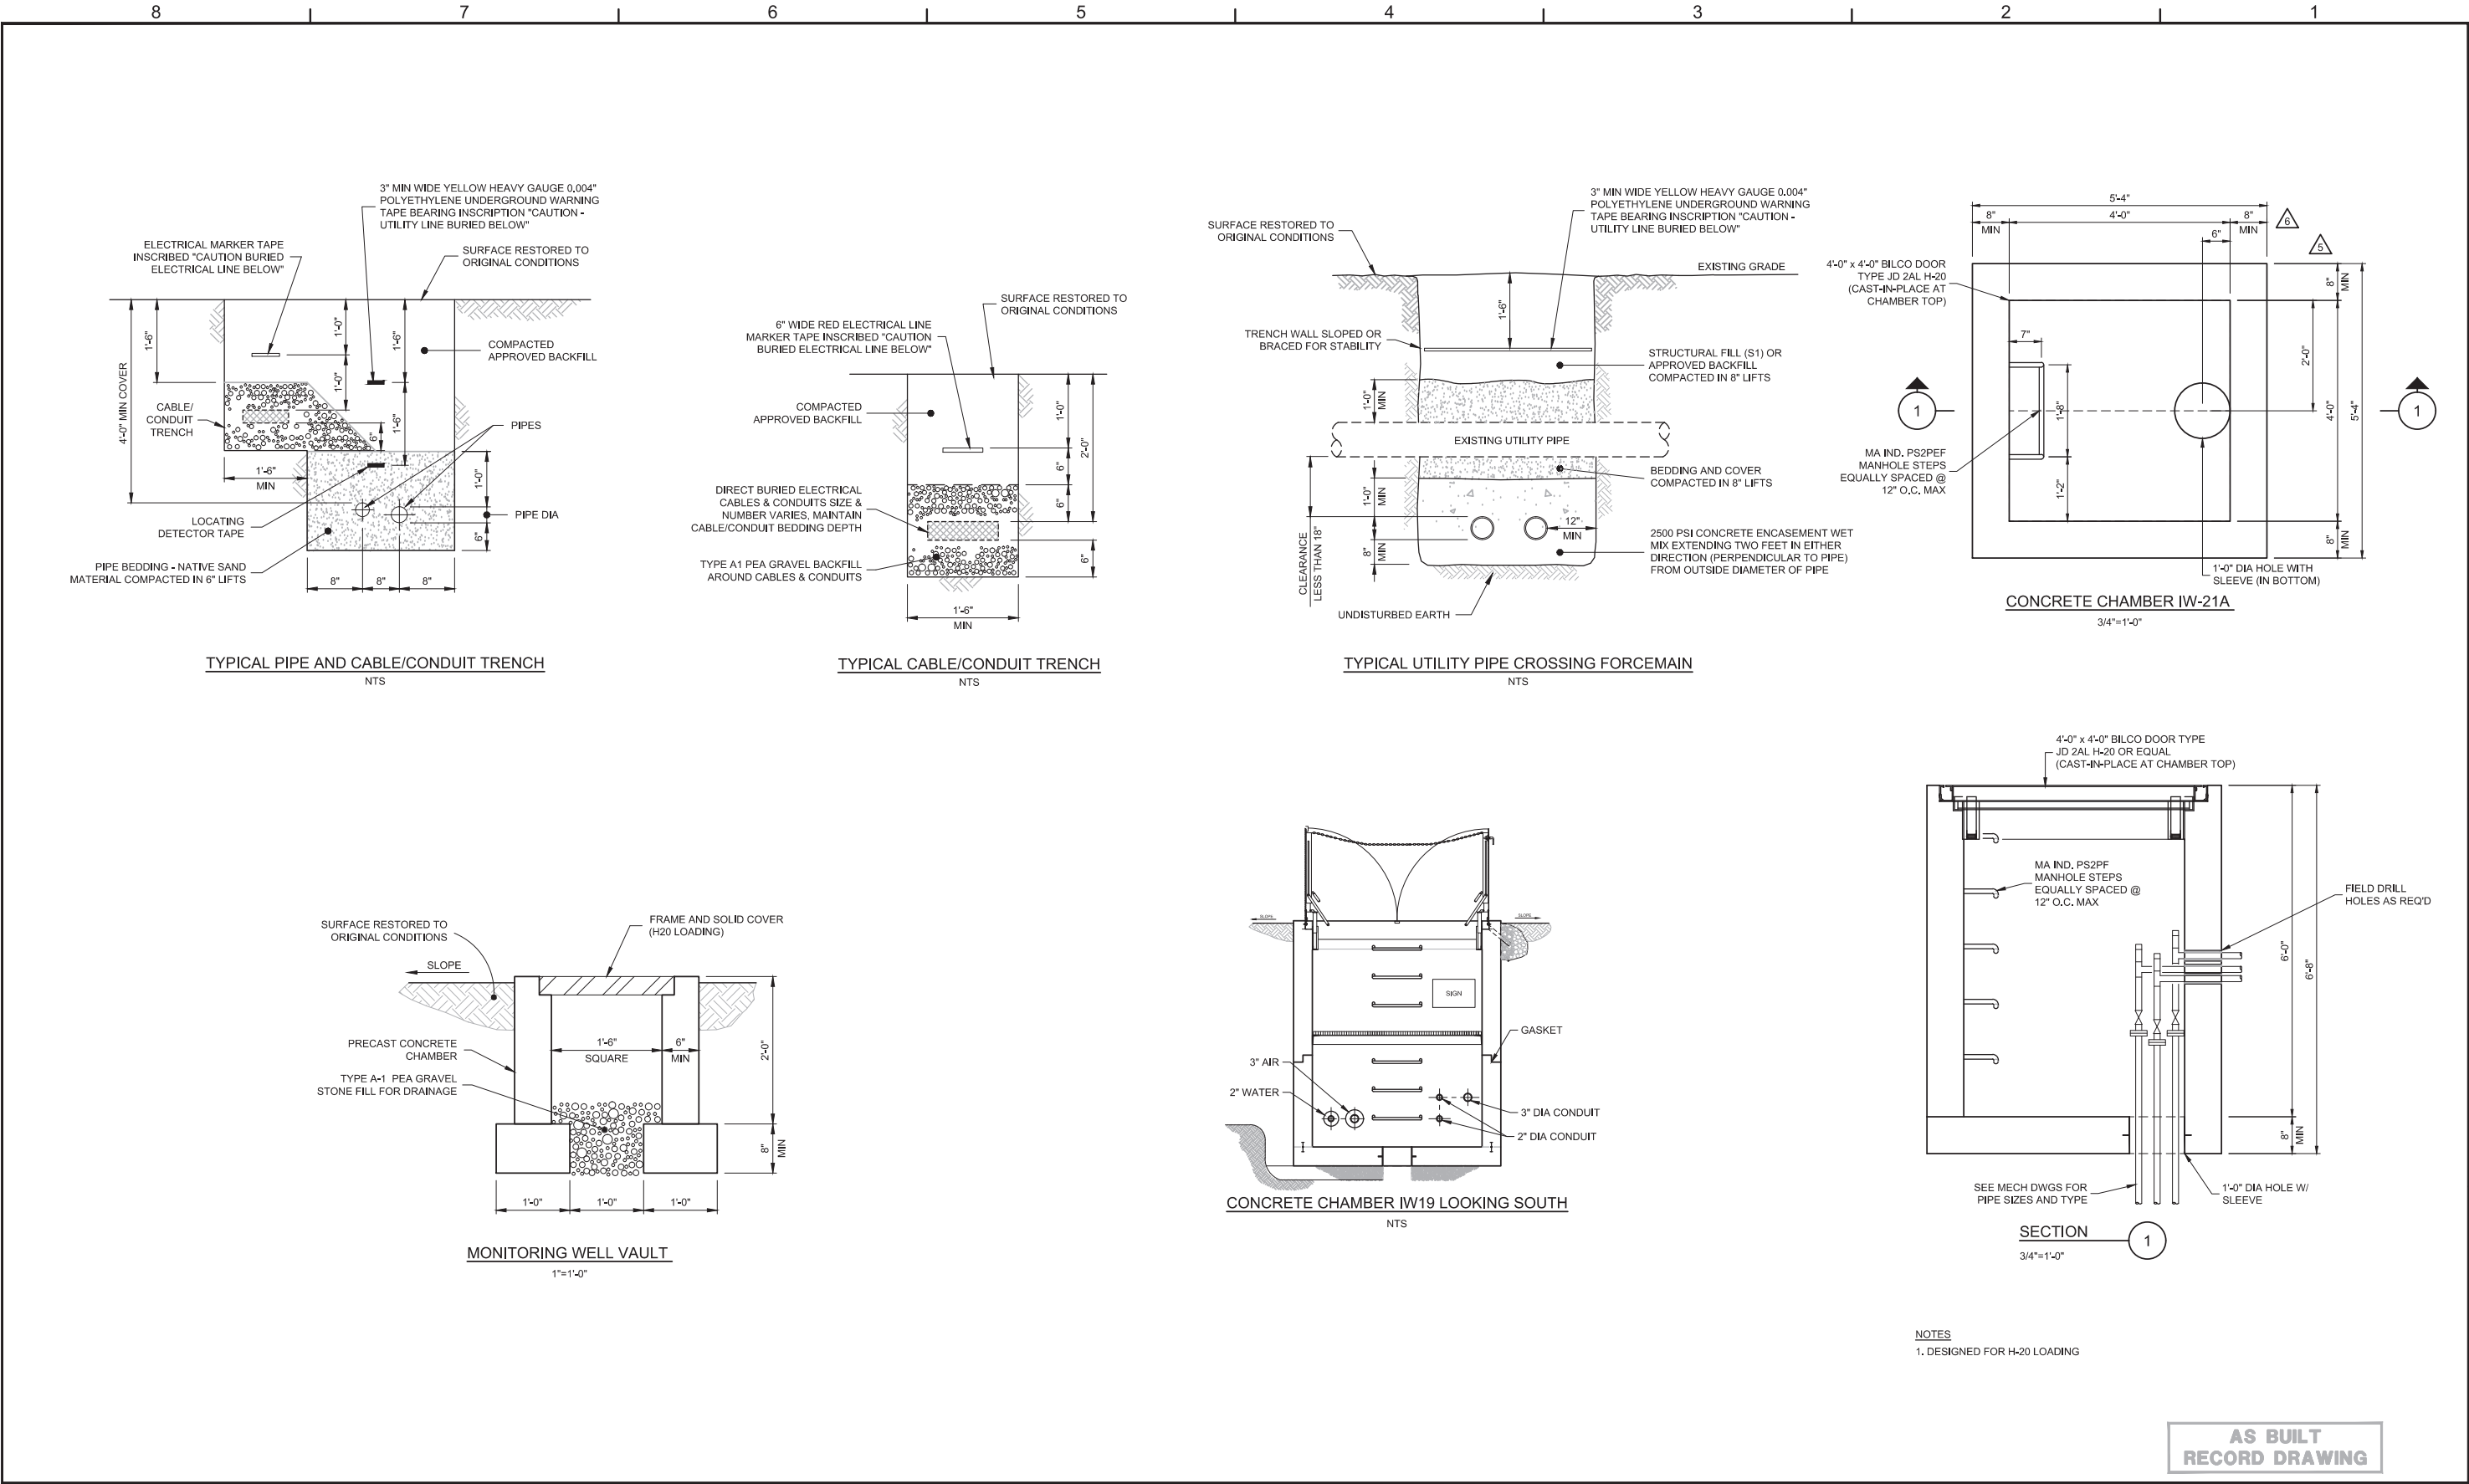 8 7 6 5 4 3 2 1
3" MIN WIDE YELLOW HEAVY GAUGE 0.004"
POLYETHYLENE UNDERGROUND WARNING
TAPE BEARING INSCRIPTION "CAUTION -
UTILITY LINE BURIED BELOW"
ELECTRICAL MARKER TAPE
INSCRIBED "CAUTION BURIED
ELECTRICAL LINE BELOW"
SURFACE RESTORED TO
ORIGINAL CONDITIONS
4'-0" MIN COVER
1'-6"
1'-0"
1'-6"
1'-0"
COMPACTED
APPROVED BACKFILL
CABLE/
CONDUIT
TRENCH
6"
1'-6"
PIPES
1'-6"
MIN
1'-0"
LOCATING
DETECTOR TAPE
PIPE DIA
6"
PIPE BEDDING - NATIVE SAND
MATERIAL COMPACTED IN 6" LIFTS
8"
8"
8"
TYPICAL PIPE AND CABLE/CONDUIT TRENCH
NTS
SURFACE RESTORED TO
ORIGINAL CONDITIONS
6" WIDE RED ELECTRICAL LINE
MARKER TAPE INSCRIBED "CAUTION
BURIED ELECTRICAL LINE BELOW"
COMPACTED
APPROVED BACKFILL
1'-0"
2'-0"
6"
6"
DIRECT BURIED ELECTRICAL
CABLES & CONDUITS SIZE &
NUMBER VARIES, MAINTAIN
CABLE/CONDUIT BEDDING DEPTH
6"
TYPE A1 PEA GRAVEL BACKFILL
AROUND CABLES & CONDUITS
1'-6"
MIN
TYPICAL CABLE/CONDUIT TRENCH
NTS
3" MIN WIDE YELLOW HEAVY GAUGE 0.004"
POLYETHYLENE UNDERGROUND WARNING
TAPE BEARING INSCRIPTION "CAUTION -
UTILITY LINE BURIED BELOW"
SURFACE RESTORED TO
ORIGINAL CONDITIONS
EXISTING GRADE
1'-6"
TRENCH WALL SLOPED OR
BRACED FOR STABILITY
STRUCTURAL FILL (S1) OR
APPROVED BACKFILL
COMPACTED IN 8" LIFTS
1'-0"
MIN
EXISTING UTILITY PIPE
BEDDING AND COVER
COMPACTED IN 8" LIFTS
1'-0"
MIN
12"
MIN
8"
MIN
CLEARANCE
LESS THAN 18"
2500 PSI CONCRETE ENCASEMENT WET
MIX EXTENDING TWO FEET IN EITHER
DIRECTION (PERPENDICULAR TO PIPE)
FROM OUTSIDE DIAMETER OF PIPE
UNDISTURBED EARTH
TYPICAL UTILITY PIPE CROSSING FORCEMAIN
NTS
5'-4"
8"
MIN
4'-0"
8"
MIN
6"
6
5
4'-0" x 4'-0" BILCO DOOR
TYPE JD 2AL H-20
(CAST-IN-PLACE AT
CHAMBER TOP)
8"
MIN
7"
2'-0"
1
1'-8"
4'-0"
5'-4"
1
MA IND. PS2PEF
MANHOLE STEPS
EQUALLY SPACED @
12" O.C. MAX
1'-2"
8"
MIN
1'-0" DIA HOLE WITH
SLEEVE (IN BOTTOM)
CONCRETE CHAMBER IW-21A
3/4"=1'-0"
SURFACE RESTORED TO
ORIGINAL CONDITIONS
FRAME AND SOLID COVER
(H20 LOADING)
SLOPE
PRECAST CONCRETE
CHAMBER
1'-6"
SQUARE
6"
MIN
2'-0"
TYPE A-1 PEA GRAVEL
STONE FILL FOR DRAINAGE
8"
MIN
1'-0"
1'-0"
1'-0"
MONITORING WELL VAULT
1"=1'-0"
SLOPE
SLOPE
SIGN
GASKET
3" AIR
2" WATER
3" DIA CONDUIT
2" DIA CONDUIT
CONCRETE CHAMBER IW19 LOOKING SOUTH
NTS
4'-0" x 4'-0" BILCO DOOR TYPE
JD 2AL H-20 OR EQUAL
(CAST-IN-PLACE AT CHAMBER TOP)
MA IND. PS2PF
MANHOLE STEPS
EQUALLY SPACED @
12" O.C. MAX
FIELD DRILL
HOLES AS REQ'D
6'-0"
6'-8"
8"
MIN
SEE MECH DWGS FOR
PIPE SIZES AND TYPE
1'-0" DIA HOLE W/
SLEEVE
SECTION
1
3/4"=1'-0"
NOTES
1. DESIGNED FOR H-20 LOADING
AS BUILT
RECORD DRAWING